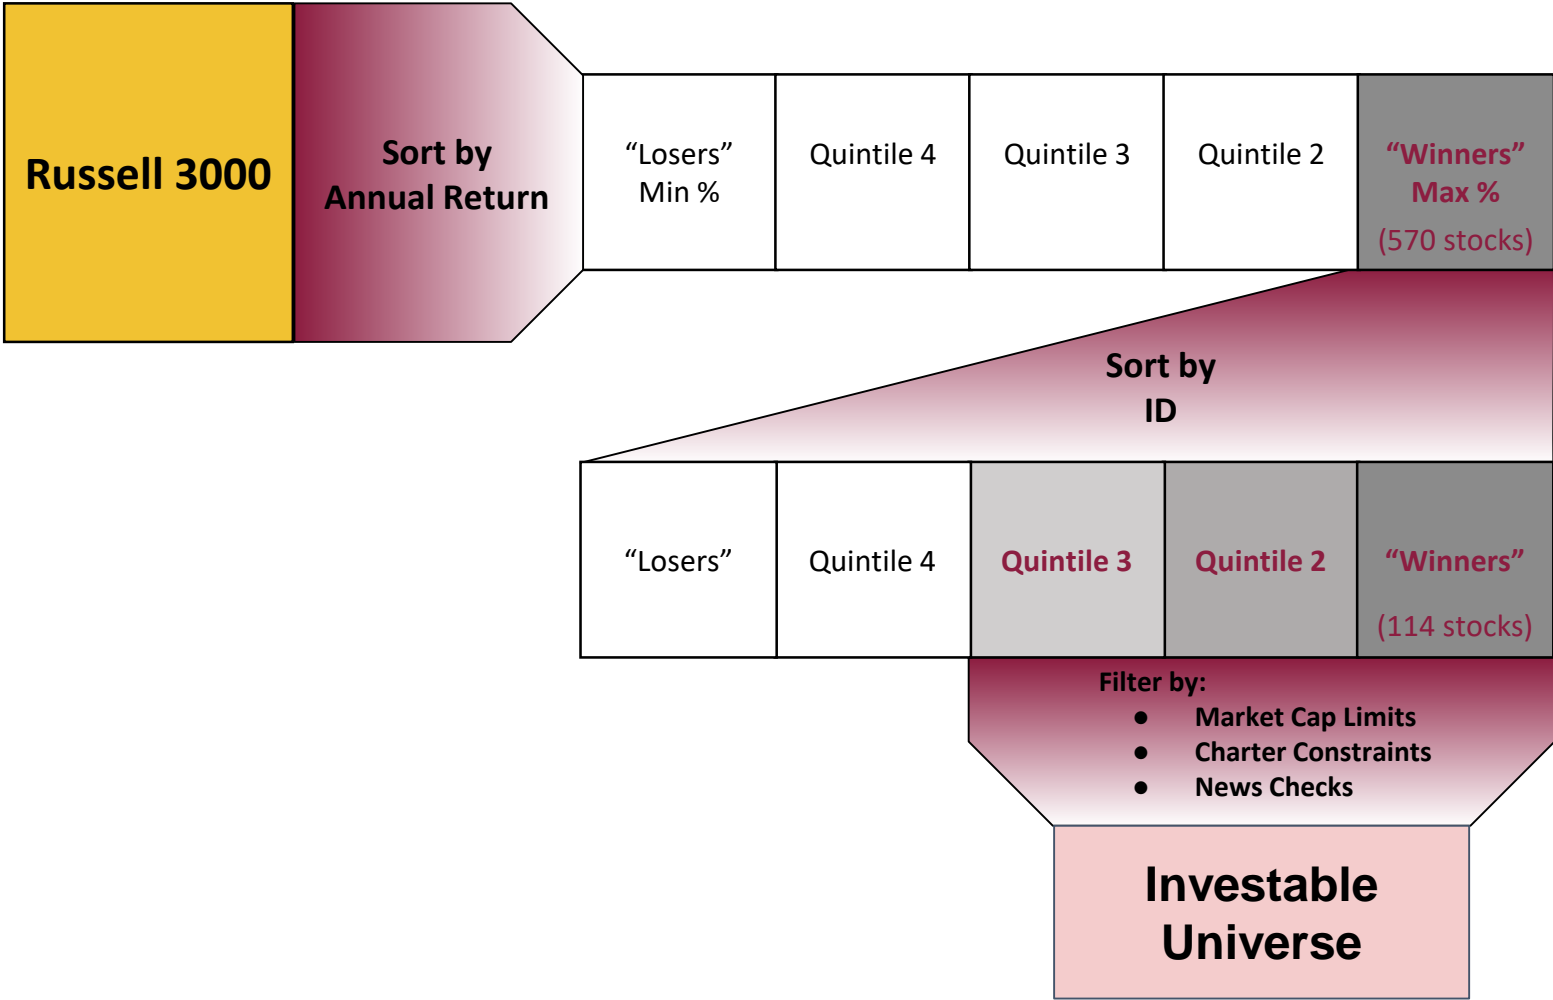 Russell 3000
Sort by
Annual Return
“Losers”
Min %
Quintile 4
Quintile 3
Quintile 2
“Winners”
Max %
(570 stocks)
Sort by
ID
“Losers”
Quintile 4
Quintile 3
Quintile 2
“Winners”
(114 stocks)
Filter by:
● Market Cap Limits
● Charter Constraints
● News Checks
Investable
Universe